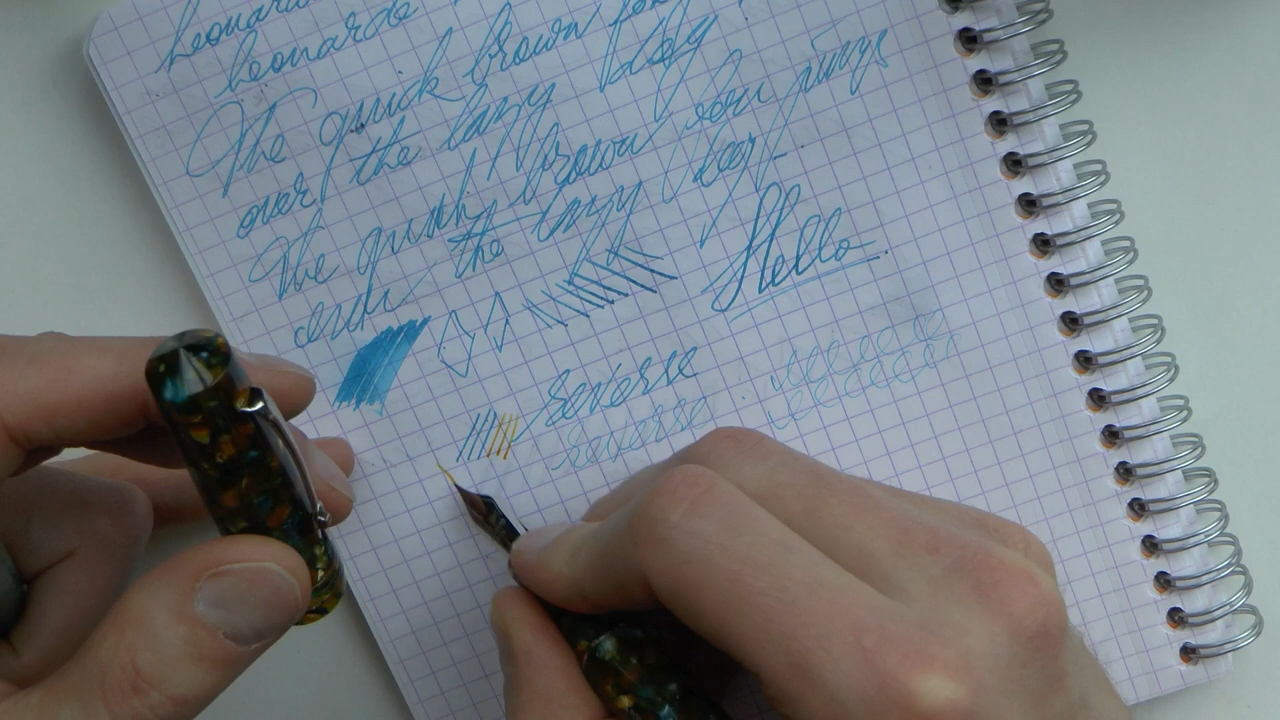 Leonardo
Leonardo
The quick brown fox
over the lazy dog
The quick brown fox jumps
over the lazy dog.
Hello
reverse
reverse